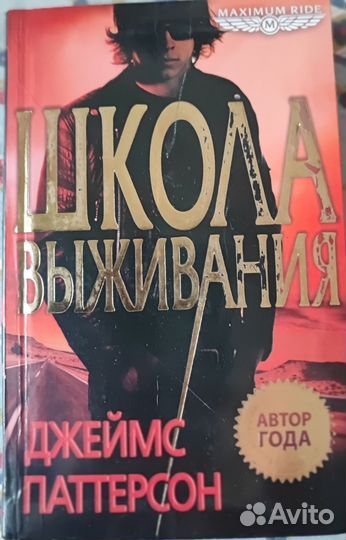 MAXIMUM RIDE
M
ШКОЛА
ВЫЖИВАНИЯ
АВТОР
ГОДА
ДЖЕЙМС
ПАТТЕРСОН
Avito